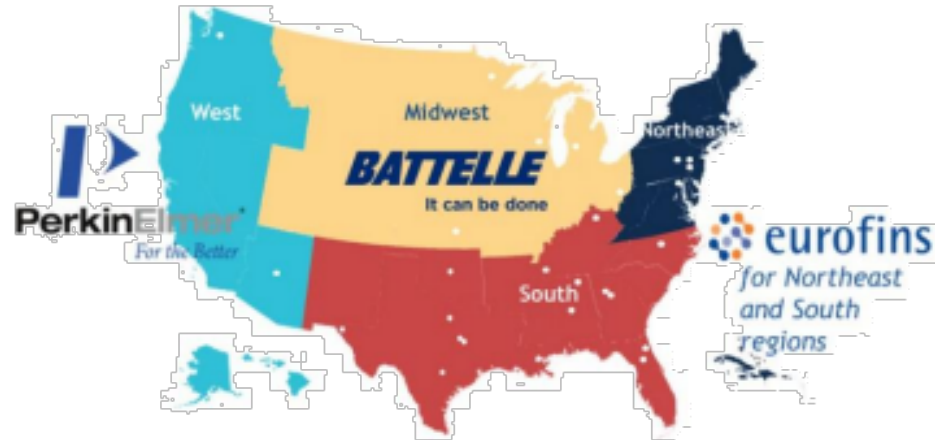 West
Midwest
Northeast
BATTELLE
It can be done
PerkinElmer
For the Better
South
eurofins
for Northeast
and South
regions